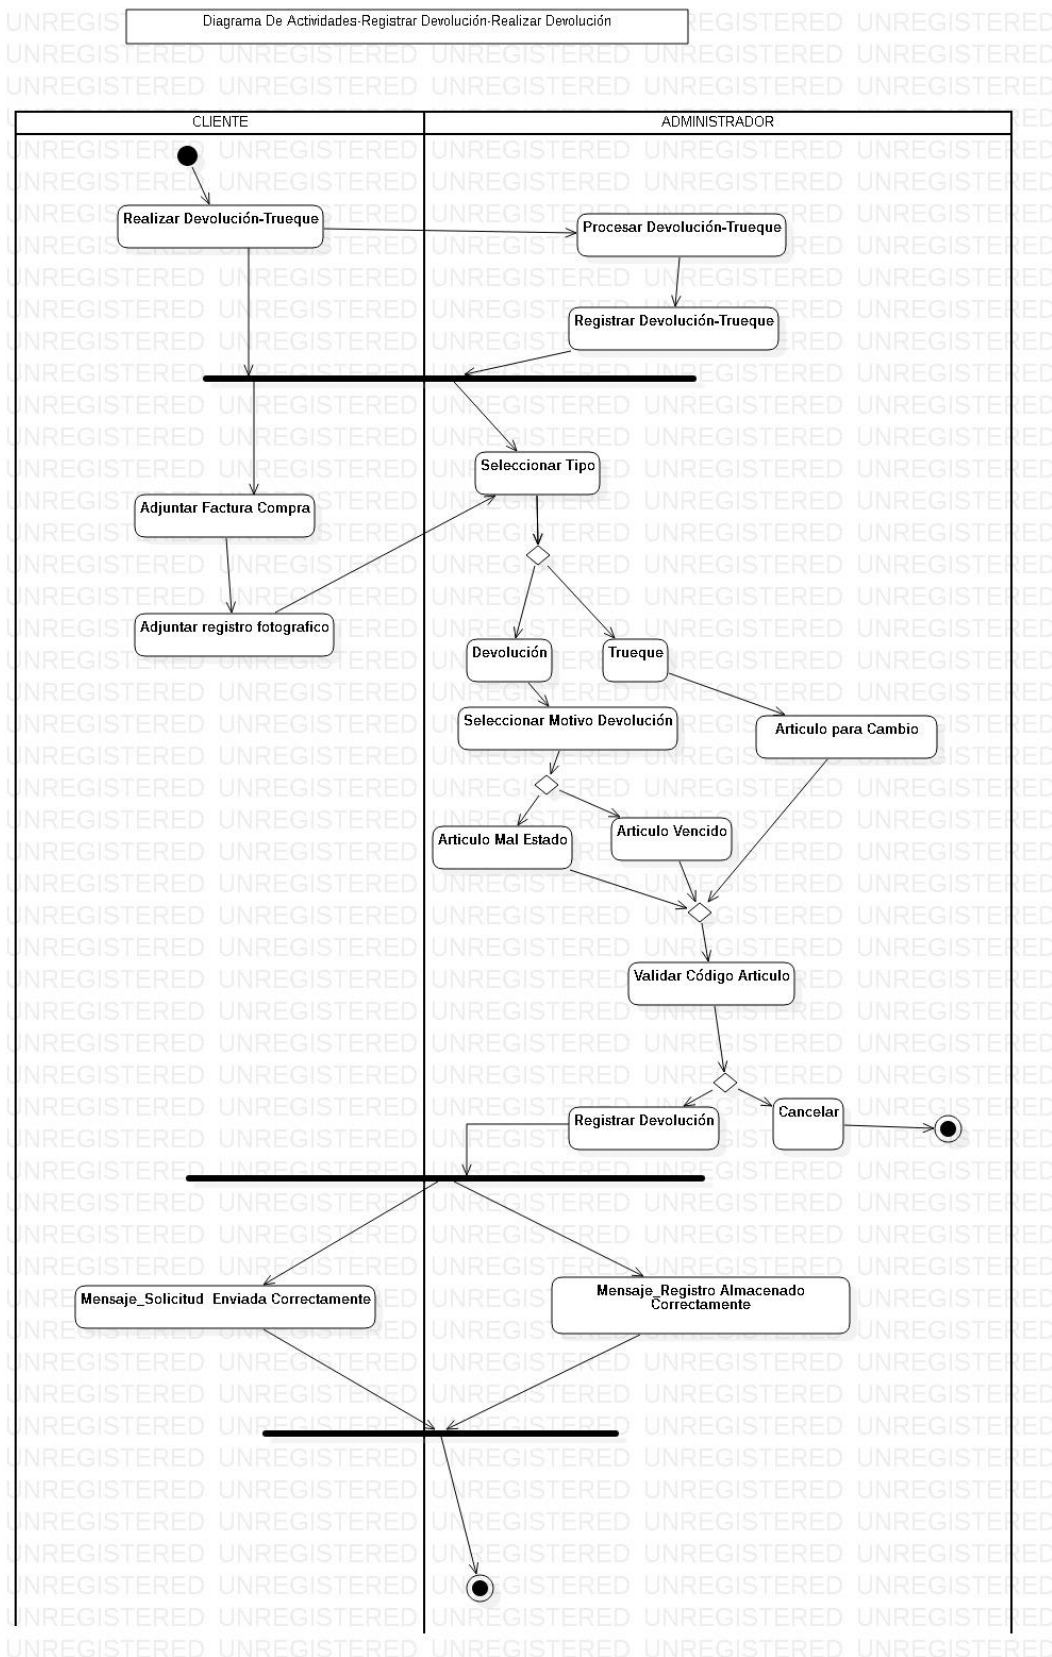 Diagrama De Actividades-Registrar Devolución-Realizar Devolución
CLIENTE
ADMINISTRADOR
Realizar Devolución-Trueque
Procesar Devolución-Trueque
Registrar Devolución-Trueque
Seleccionar Tipo
Adjuntar Factura Compra
Adjuntar registro fotografico
Devolución
Trueque
Seleccionar Motivo Devolución
Articulo para Cambio
Articulo Mal Estado
Articulo Vencido
Validar Código Articulo
Registrar Devolución
Cancelar
Mensaje_Solicitud  Enviada Correctamente
Mensaje_Registro Almacenado
Correctamente
UNREGISTERED